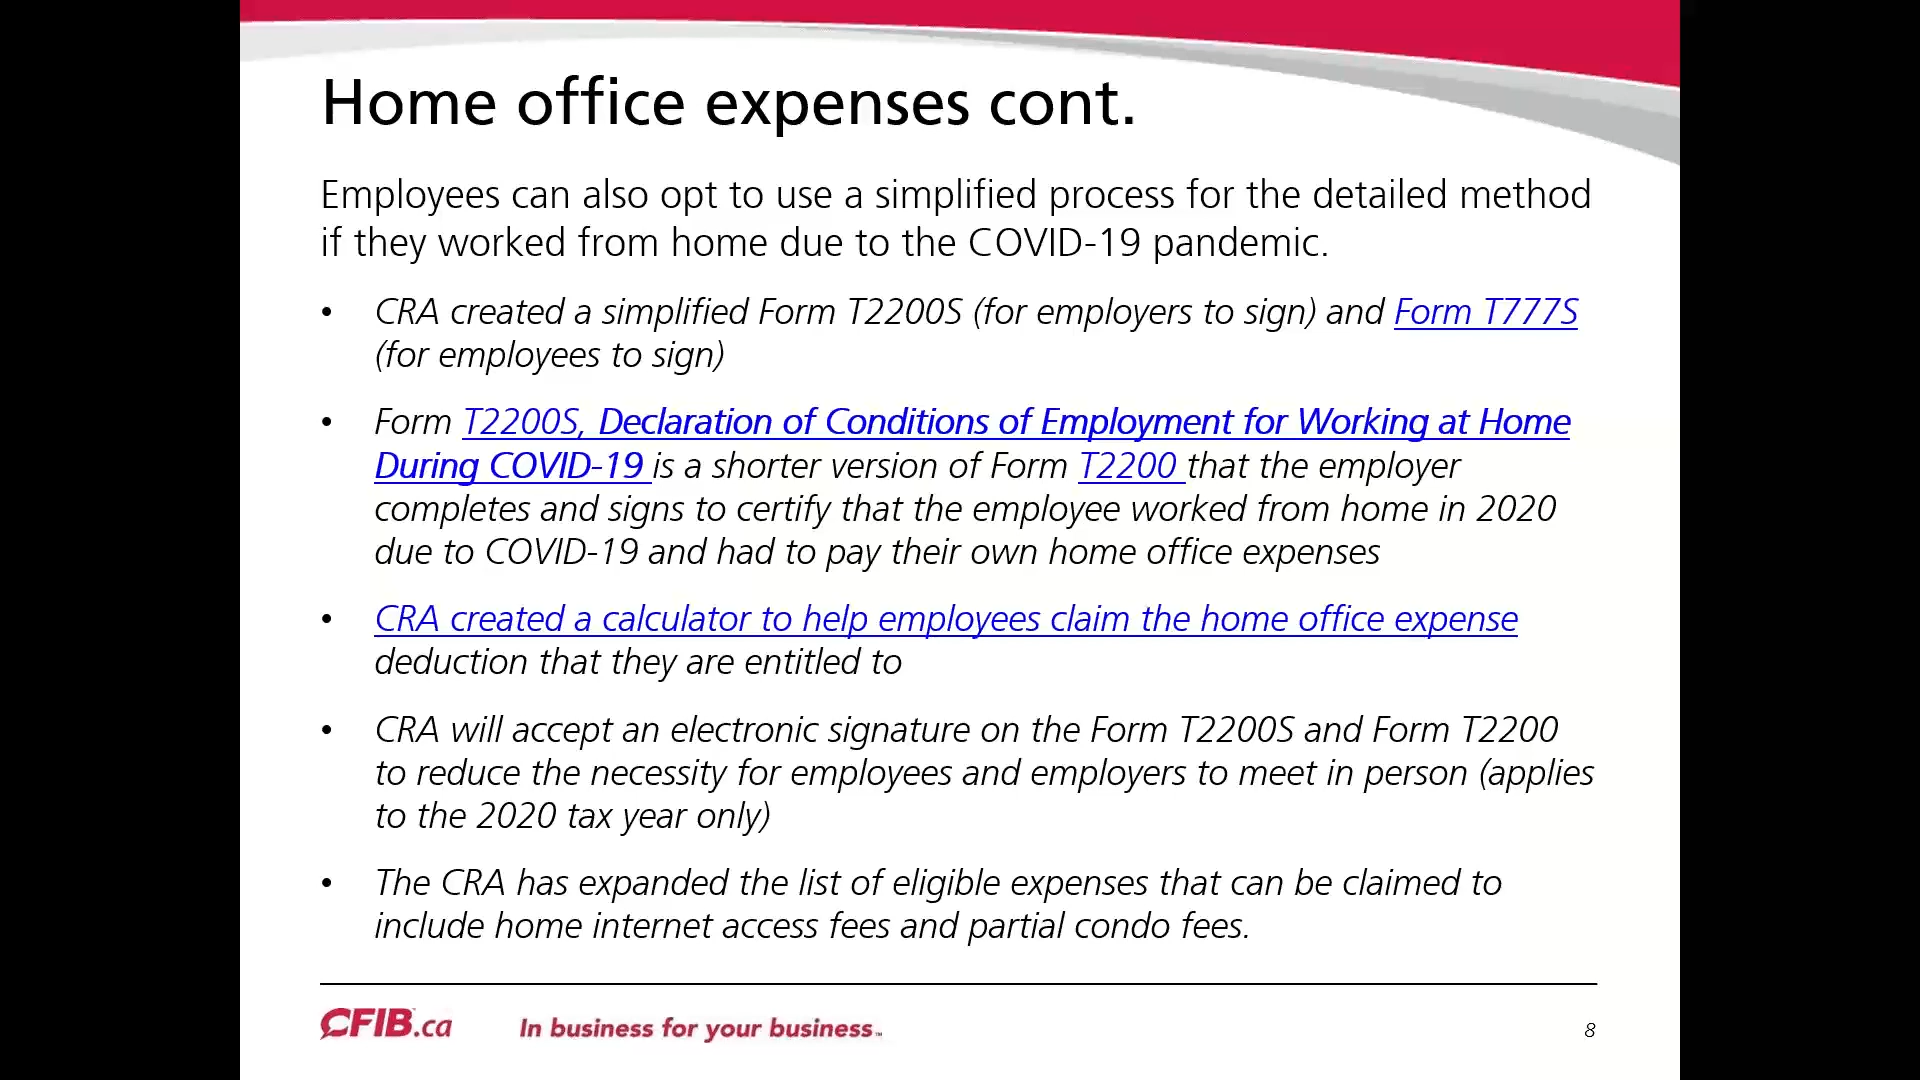 Home office expenses cont.
Employees can also opt to use a simplified process for the detailed method
if they worked from home due to the COVID-19 pandemic.
• CRA created a simplified Form T2200S (for employers to sign) and Form T777S
(for employees to sign)
• Form T2200S, Declaration of Conditions of Employment for Working at Home
During COVID-19 is a shorter version of Form T2200 that the employer
completes and signs to certify that the employee worked from home in 2020
due to COVID-19 and had to pay their own home office expenses
• CRA created a calculator to help employees claim the home office expense
deduction that they are entitled to
• CRA will accept an electronic signature on the Form T2200S and Form T2200
to reduce the necessity for employees and employers to meet in person (applies
to the 2020 tax year only)
• The CRA has expanded the list of eligible expenses that can be claimed to
include home internet access fees and partial condo fees.
CFIB.ca In business for your business™ 8